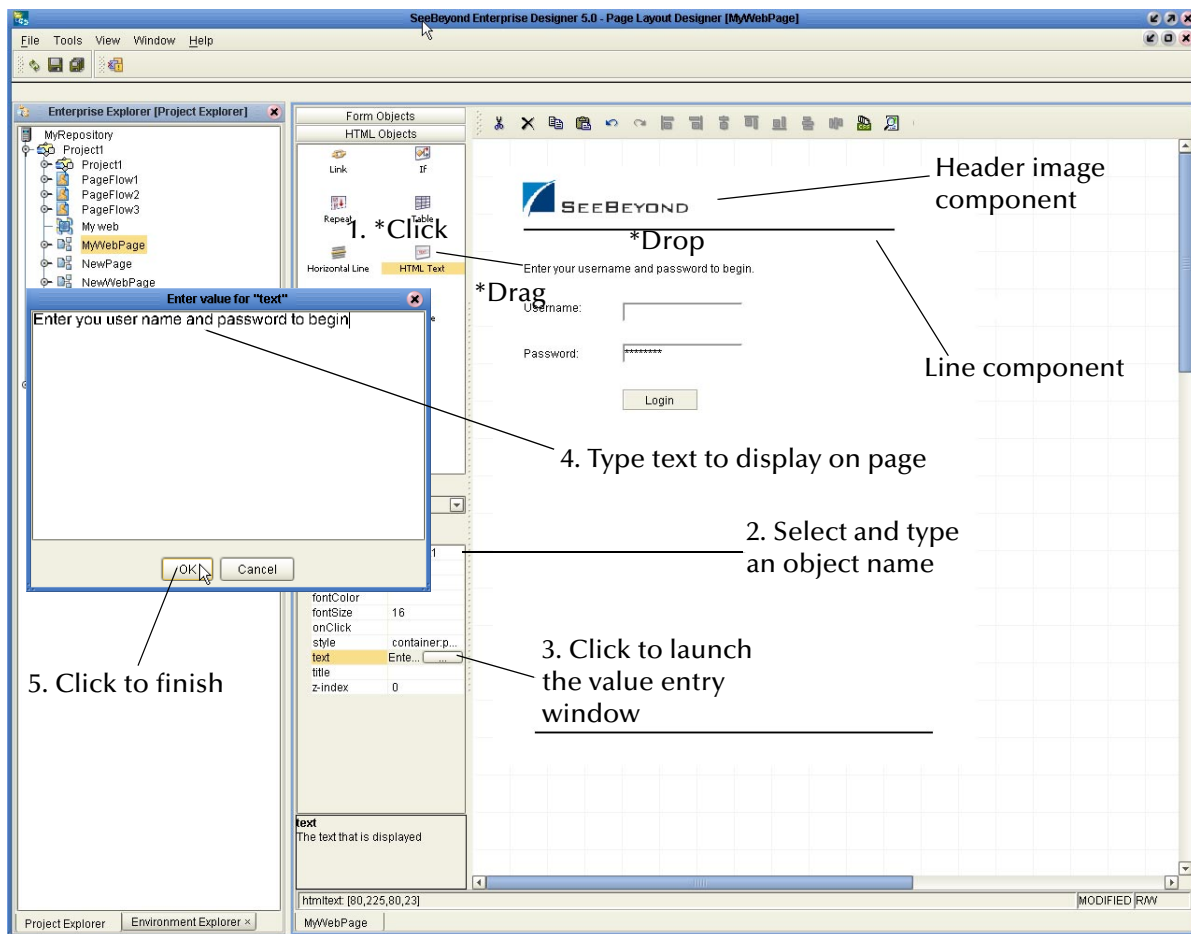 SeeBeyond Enterprise Designer 5.0 - Page Layout Designer [MyWebPage]
File Tools View Window Help
Enterprise Explorer [Project Explorer]
MyRepository
Project1
Project1
PageFlow1
PageFlow2
PageFlow3
My web
MyWebPage
NewPage
NewWebPage
Form Objects
HTML Objects
Link If
Repeat Table
1. *Click
Horizontal Line HTML Text
*Drag
*Drop
SEEBEYOND
Header image
component
Enter your username and password to begin.
Username:
Password: ********
Login
Line component
Enter value for "text"
Enter you user name and password to begin
OK Cancel
4. Type text to display on page
2. Select and type
an object name
1
fontColor
fontSize 16
onClick
style container:p...
text Ente... ...
title
z-index 0
3. Click to launch
the value entry
window
5. Click to finish
text
The text that is displayed
htmltext: [80,225,80,23]
MODIFIED R/W
Project Explorer Environment Explorer ×
MyWebPage